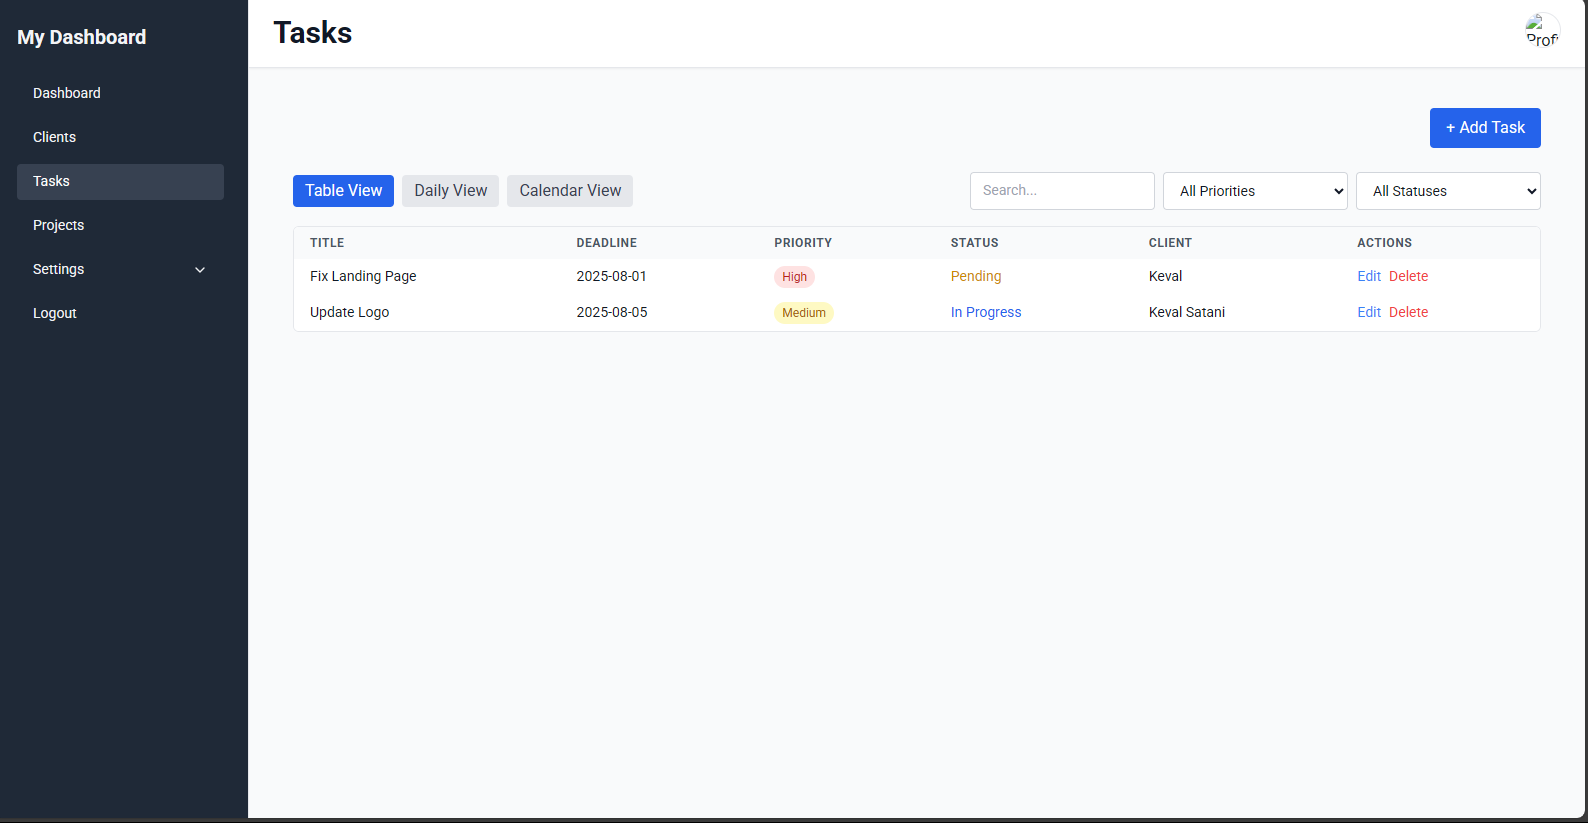 My Dashboard
Dashboard
Clients
Tasks
Projects
Settings
Logout
Tasks
Prof
+ Add Task
Table View Daily View Calendar View Search... All Priorities All Statuses
TITLE DEADLINE PRIORITY STATUS CLIENT ACTIONS
Fix Landing Page 2025-08-01 High Pending Keval Edit Delete
Update Logo 2025-08-05 Medium In Progress Keval Satani Edit Delete